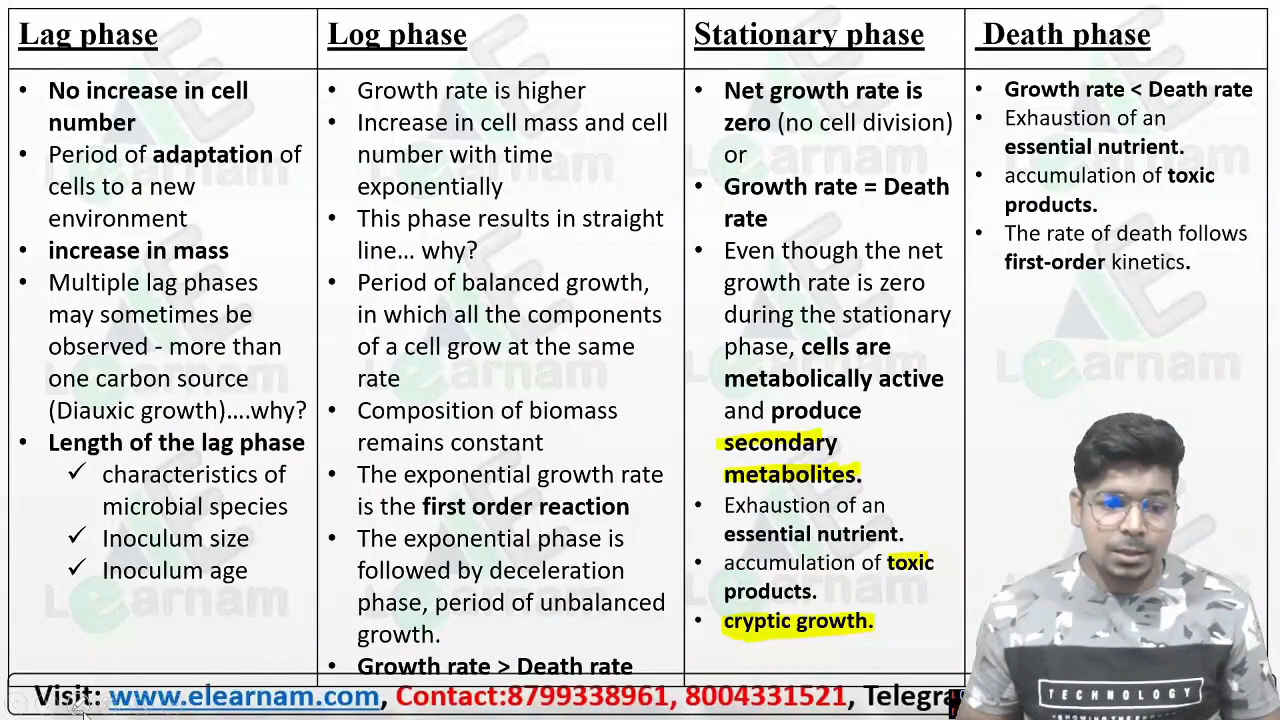 Lag phase
• No increase in cell
number
• Period of adaptation of
cells to a new
environment
• increase in mass
• Multiple lag phases
may sometimes be
observed - more than
one carbon source
(Diauxic growth)....why?
• Length of the lag phase
✓ characteristics of
microbial species
✓ Inoculum size
✓ Inoculum age
Log phase
• Growth rate is higher
• Increase in cell mass and cell
number with time
exponentially
• This phase results in straight
line... why?
• Period of balanced growth,
in which all the components
of a cell grow at the same
rate
• Composition of biomass
remains constant
• The exponential growth rate
is the first order reaction
• The exponential phase is
followed by deceleration
phase, period of unbalanced
growth.
• Growth rate > Death rate
Stationary phase
• Net growth rate is
zero (no cell division)
or
• Growth rate = Death
rate
• Even though the net
growth rate is zero
during the stationary
phase, cells are
metabolically active
and produce
secondary
metabolites.
• Exhaustion of an
essential nutrient.
• accumulation of toxic
products.
• cryptic growth.
Death phase
• Growth rate < Death rate
• Exhaustion of an
essential nutrient.
• accumulation of toxic
products.
• The rate of death follows
first-order kinetics.
TECHNOLOGY
Visit: www.elearnam.com, Contact:8799338961, 8004331521, Telegra